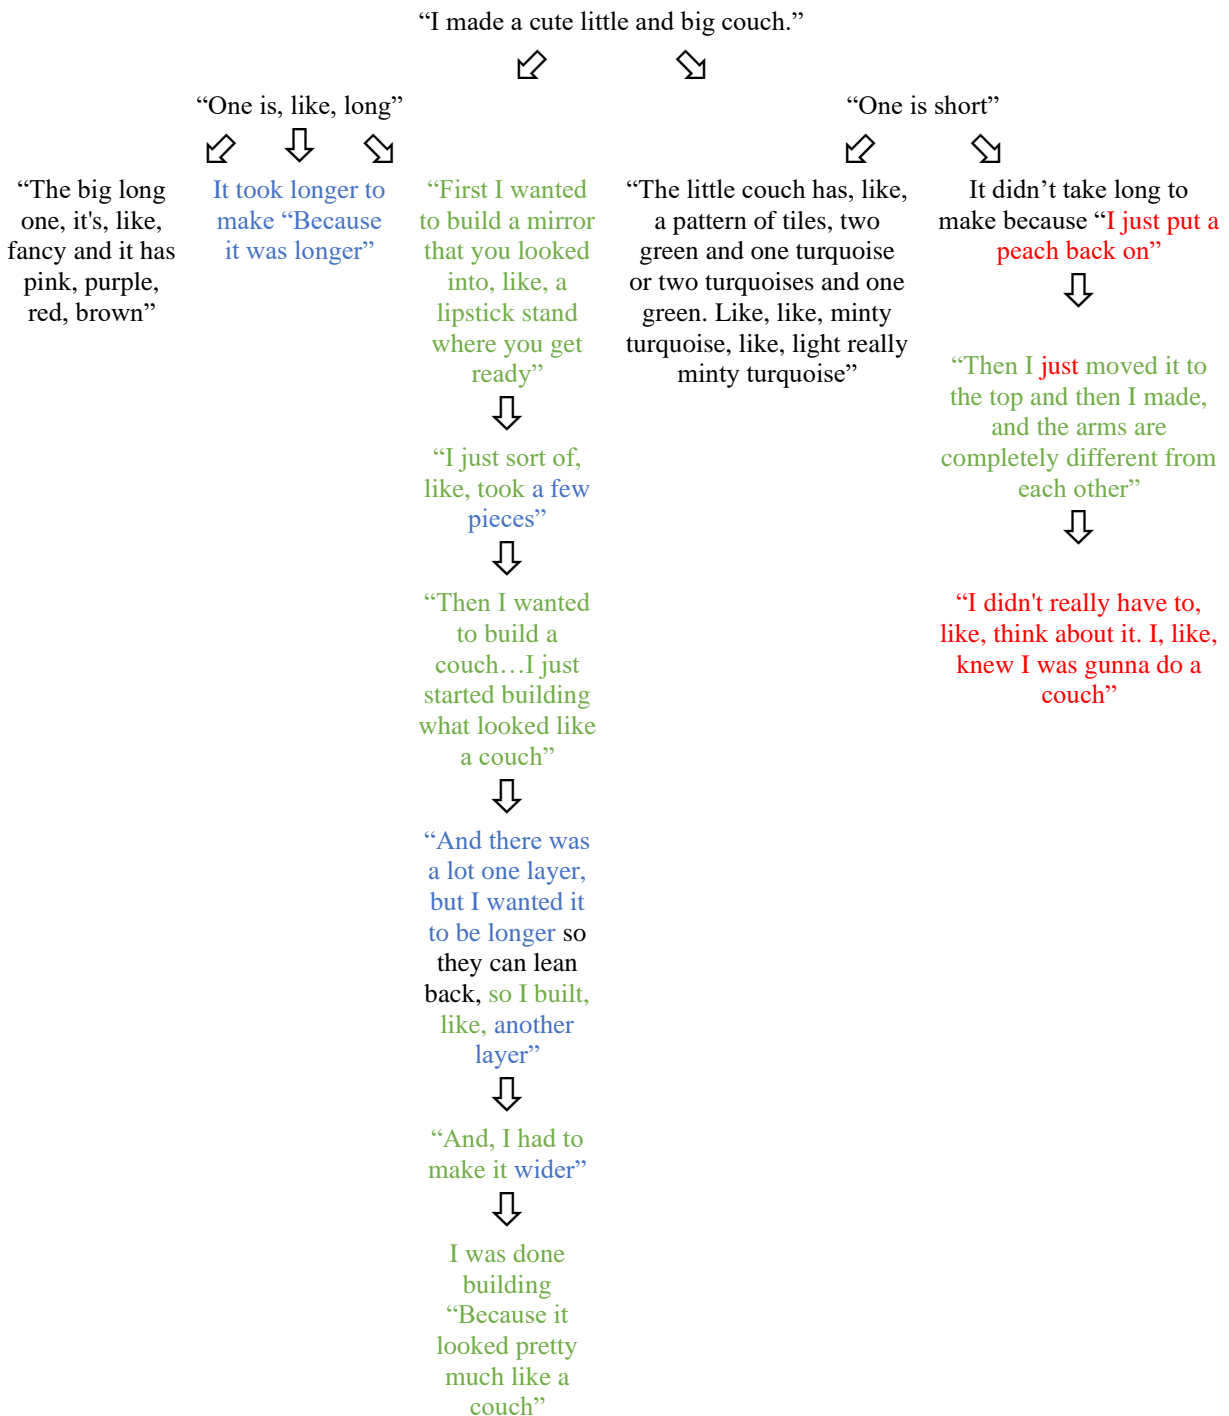 “I made a cute little and big couch.”
“One is, like, long”
“One is short”
“The big long
one, it's, like,
fancy and it has
pink, purple,
red, brown”
It took longer to
make “Because
it was longer”
“First I wanted
to build a mirror
that you looked
into, like, a
lipstick stand
where you get
ready”
“I just sort of,
like, took a few
pieces”
“Then I wanted
to build a
couch…I just
started building
what looked like
a couch”
“And there was
a lot one layer,
but I wanted it
to be longer so
they can lean
back, so I built,
like, another
layer”
“And, I had to
make it wider”
I was done
building
“Because it
looked pretty
much like a
couch”
“The little couch has, like,
a pattern of tiles, two
green and one turquoise
or two turquoises and one
green. Like, like, minty
turquoise, like, light really
minty turquoise”
It didn’t take long to
make because “I just put a
peach back on”
“Then I just moved it to
the top and then I made,
and the arms are
completely different from
each other”
“I didn't really have to,
like, think about it. I, like,
knew I was gunna do a
couch”